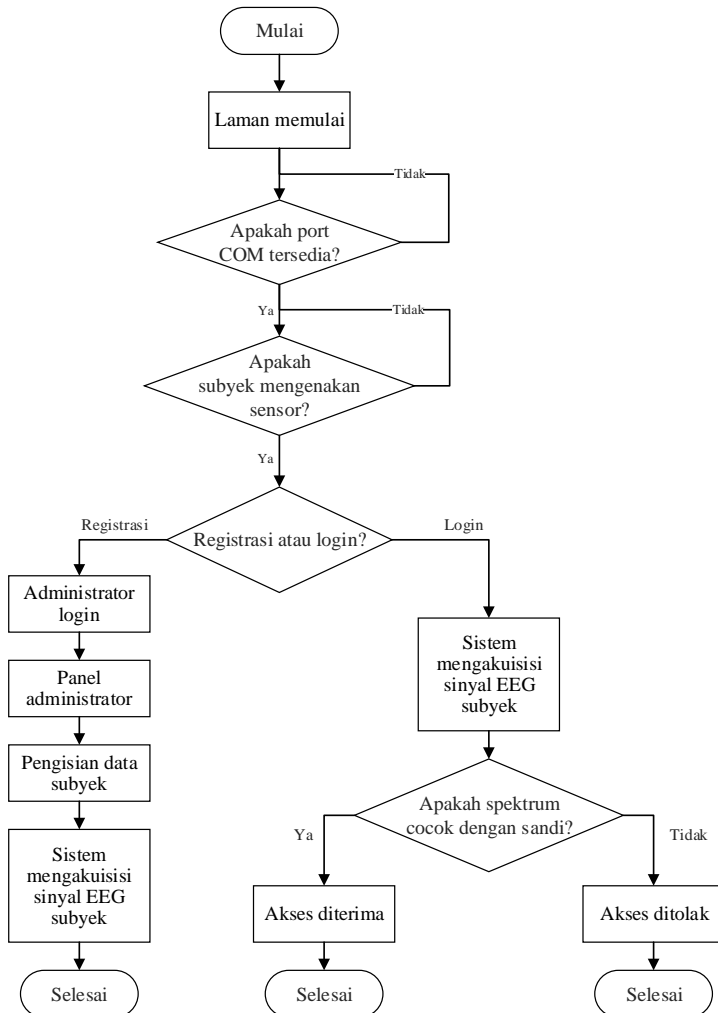 Mulai
Laman memulai
Tidak
Apakah port
COM tersedia?
Ya
Tidak
Apakah
subyek mengenakan
sensor?
Ya
Registrasi
Login
Registrasi atau login?
Administrator
login
Panel
administrator
Pengisian data
subyek
Sistem
mengakuisisi
sinyal EEG
subyek
Selesai
Sistem
mengakuisisi
sinyal EEG
subyek
Apakah spektrum
cocok dengan sandi?
Ya
Tidak
Akses diterima
Akses ditolak
Selesai
Selesai